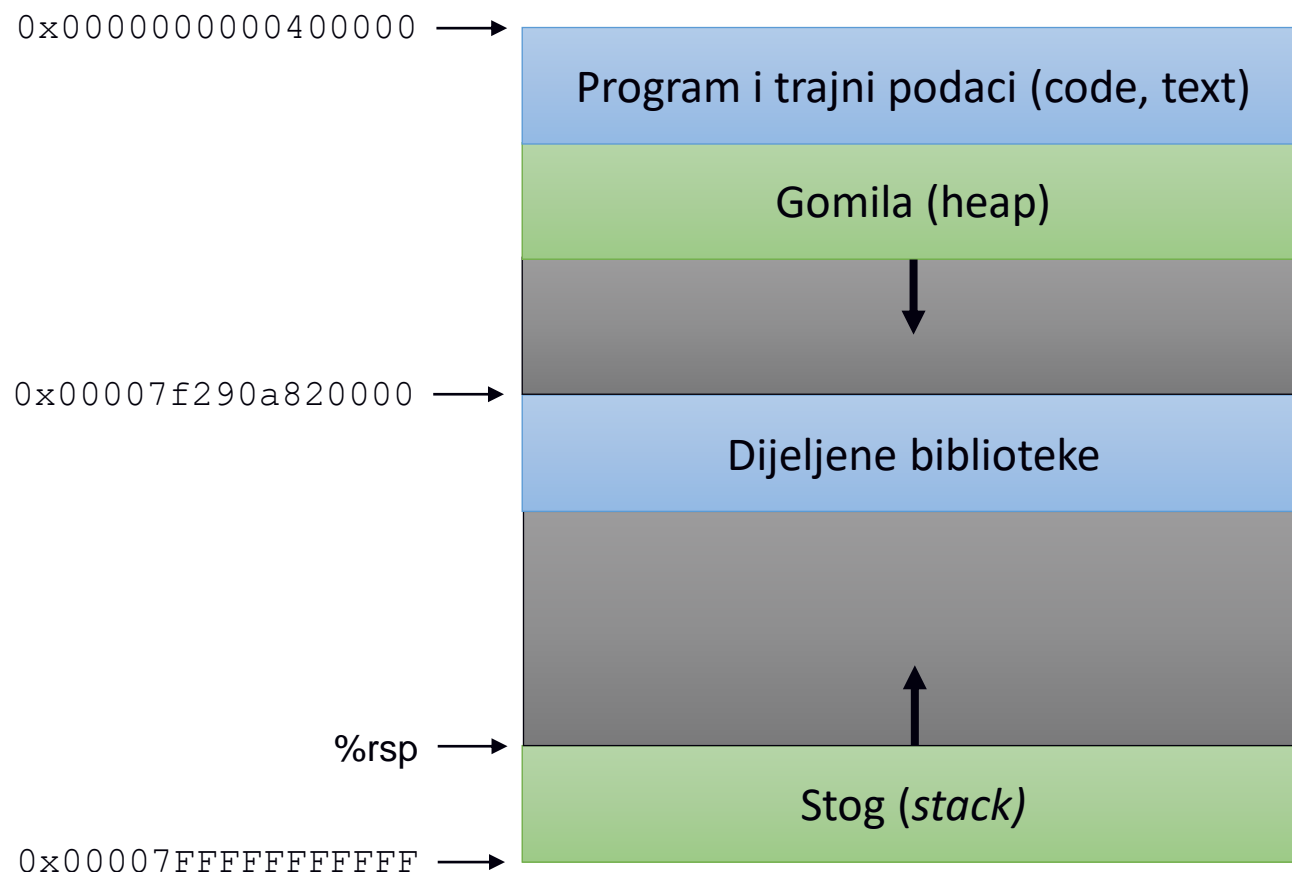 0x0000000000400000
Program i trajni podaci (code, text)
Gomila (heap)
0x00007f290a820000
Dijeljene biblioteke
%rsp
Stog (stack)
0x00007FFFFFFFFFFF